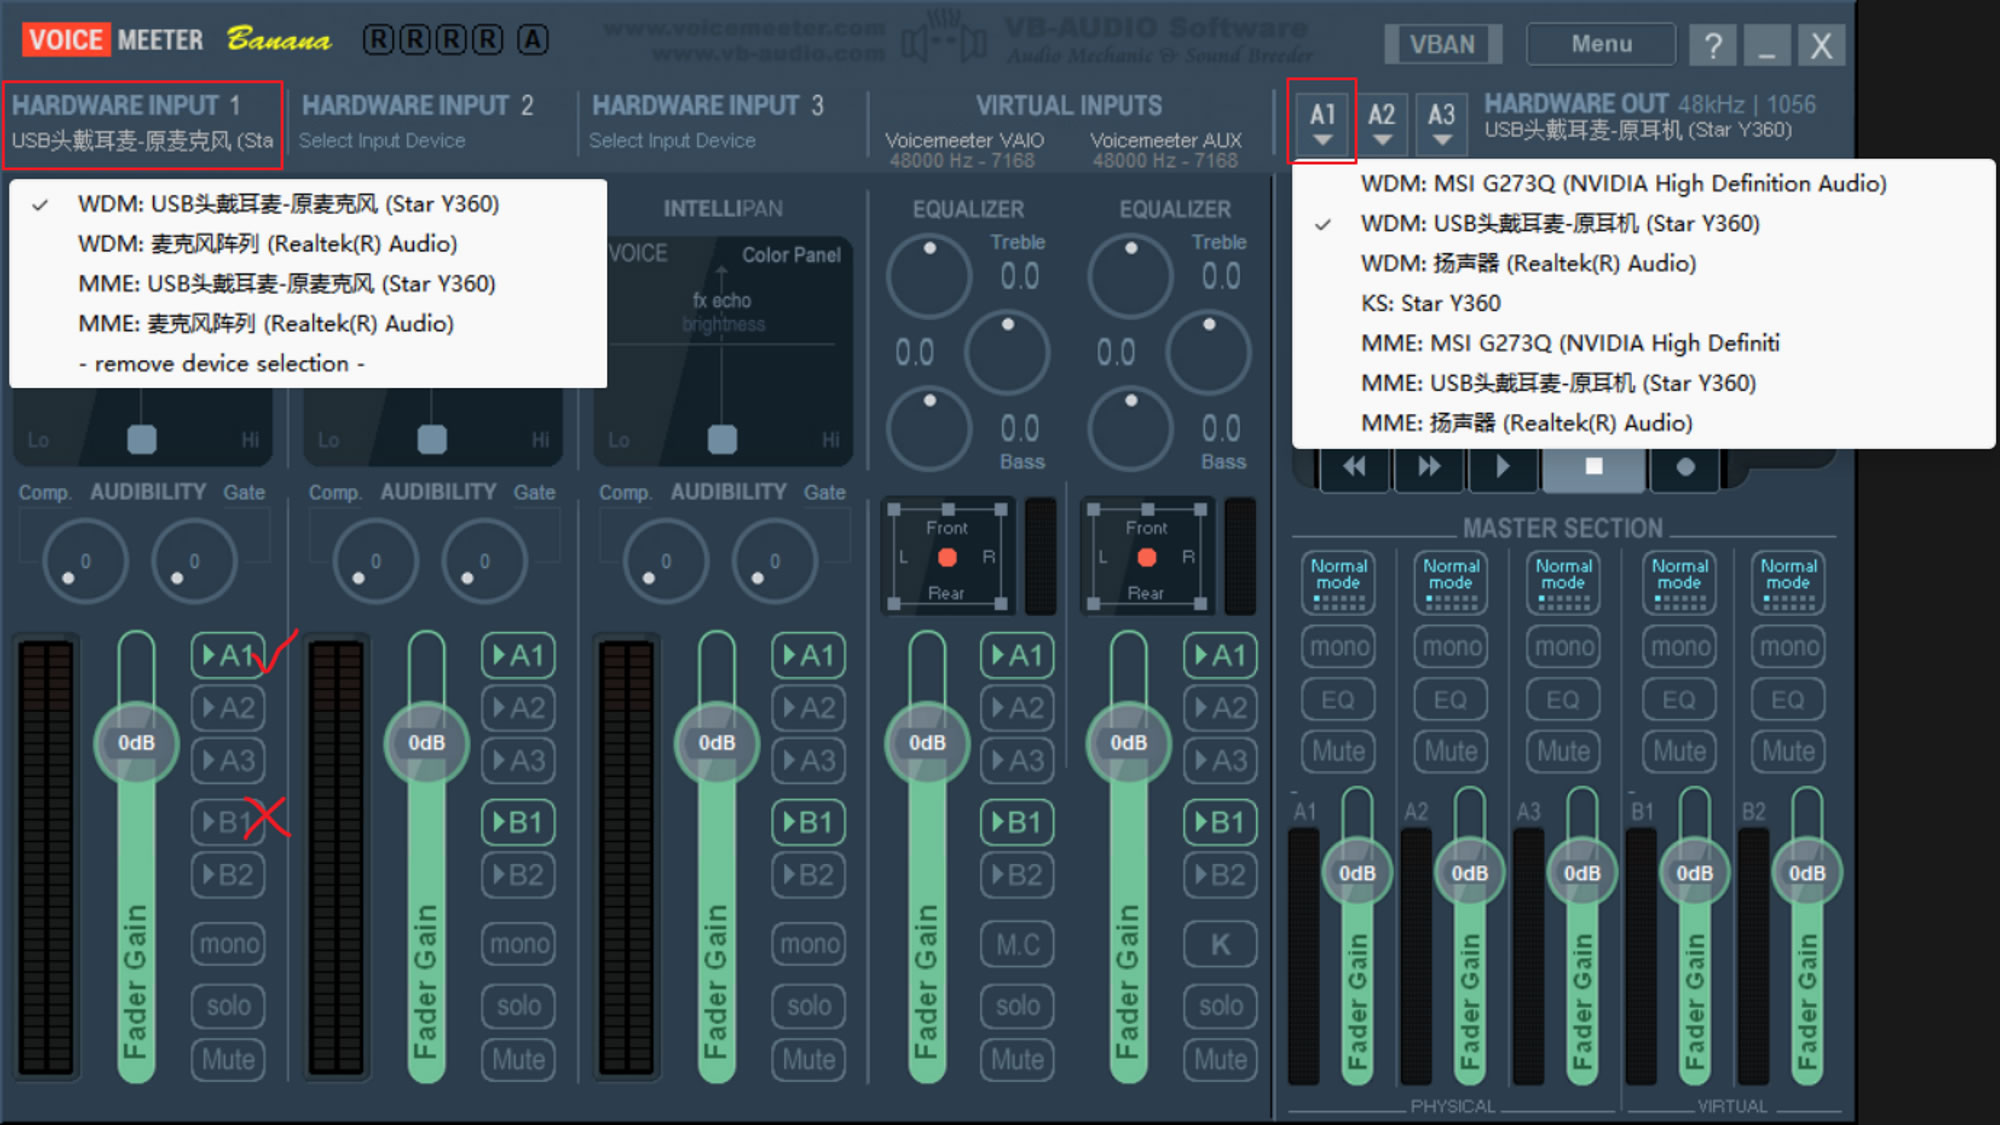 VOICE MEETER Banana R R R R A
www.voicemeeter.com
www.vb-audio.com
VB-AUDIO Software
Audio Mechanic & Sound Breeder
VBAN Menu ? _ X
HARDWARE INPUT 1
USB头戴耳麦-原麦克风 (Sta
HARDWARE INPUT 2
Select Input Device
HARDWARE INPUT 3
Select Input Device
VIRTUAL INPUTS
Voicemeeter VAIO
48000 Hz - 7168
Voicemeeter AUX
48000 Hz - 7168
A1 A2 A3
HARDWARE OUT 48kHz | 1056
USB头戴耳麦-原耳机 (Star Y360)
WDM: USB头戴耳麦-原麦克风 (Star Y360)
WDM: 麦克风阵列 (Realtek(R) Audio)
MME: USB头戴耳麦-原麦克风 (Star Y360)
MME: 麦克风阵列 (Realtek(R) Audio)
- remove device selection -
WDM: MSI G273Q (NVIDIA High Definition Audio)
WDM: USB头戴耳麦-原耳机 (Star Y360)
WDM: 扬声器 (Realtek(R) Audio)
KS: Star Y360
MME: MSI G273Q (NVIDIA High Definiti
MME: USB头戴耳麦-原耳机 (Star Y360)
MME: 扬声器 (Realtek(R) Audio)
INTELLIPAN
VOICE Color Panel
fx echo
brightness
Lo Hi Lo Hi Lo Hi
EQUALIZER EQUALIZER
Treble Treble
0.0 0.0
0.0 0.0
0.0 0.0
Bass Bass
Comp. AUDIBILITY Gate Comp. AUDIBILITY Gate Comp. AUDIBILITY Gate
0 0 0 0 0 0
Front Front
L R L R
Rear Rear
A1 A1 A1 A1 A1
A2 A2 A2 A2 A2
0dB 0dB 0dB 0dB 0dB
A3 A3 A3 A3 A3
B1 B1 B1 B1 B1
B2 B2 B2 B2 B2
mono mono mono M.C K
solo solo solo solo solo
Mute Mute Mute Mute Mute
Fader Gain Fader Gain Fader Gain Fader Gain Fader Gain
MASTER SECTION
Normal Normal Normal Normal Normal
mode mode mode mode mode
mono mono mono mono mono
EQ EQ EQ EQ EQ
Mute Mute Mute Mute Mute
A1 A2 A3 B1 B2
0dB 0dB 0dB 0dB 0dB
Fader Gain Fader Gain Fader Gain Fader Gain Fader Gain
PHYSICAL VIRTUAL